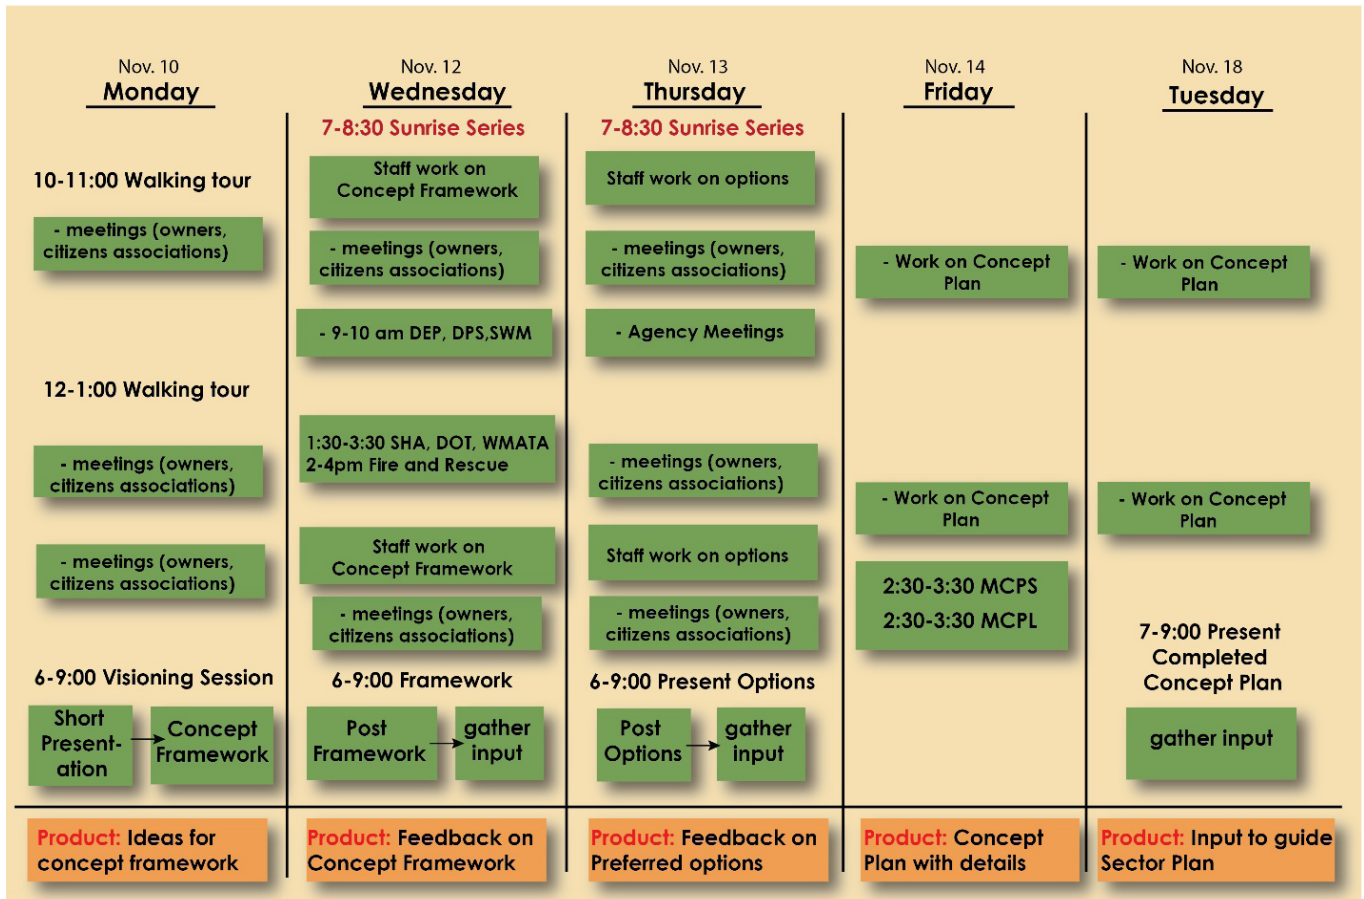 Nov. 10
Monday
10-11:00 Walking tour
- meetings (owners,
citizens associations)
12-1:00 Walking tour
- meetings (owners,
citizens associations)
- meetings (owners,
citizens associations)
6-9:00 Visioning Session
Short
Present-
ation
Concept
Framework
Product: Ideas for
concept framework
Nov. 12
Wednesday
7-8:30 Sunrise Series
Staff work on
Concept Framework
- meetings (owners,
citizens associations)
- 9-10 am DEP, DPS,SWM
1:30-3:30 SHA, DOT, WMATA
2-4pm Fire and Rescue
Staff work on
Concept Framework
- meetings (owners,
citizens associations)
6-9:00 Framework
Post
Framework
gather
input
Product: Feedback on
Concept Framework
Nov. 13
Thursday
7-8:30 Sunrise Series
Staff work on options
- meetings (owners,
citizens associations)
- Agency Meetings
- meetings (owners,
citizens associations)
Staff work on options
- meetings (owners,
citizens associations)
6-9:00 Present Options
Post
Options
gather
input
Product: Feedback on
Preferred options
Nov. 14
Friday
- Work on Concept
Plan
- Work on Concept
Plan
2:30-3:30 MCPS
2:30-3:30 MCPL
Product: Concept
Plan with details
Nov. 18
Tuesday
- Work on Concept
Plan
- Work on Concept
Plan
7-9:00 Present
Completed
Concept Plan
gather input
Product: Input to guide
Sector Plan